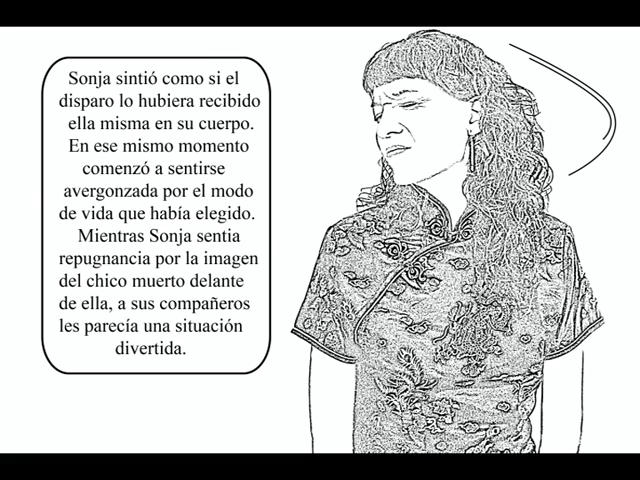 Sonja sintió como si el
disparo lo hubiera recibido
ella misma en su cuerpo.
En ese mismo momento
comenzó a sentirse
avergonzada por el modo
de vida que había elegido.
Mientras Sonja sentia
repugnancia por la imagen
del chico muerto delante
de ella, a sus compañeros
les parecía una situación
divertida.